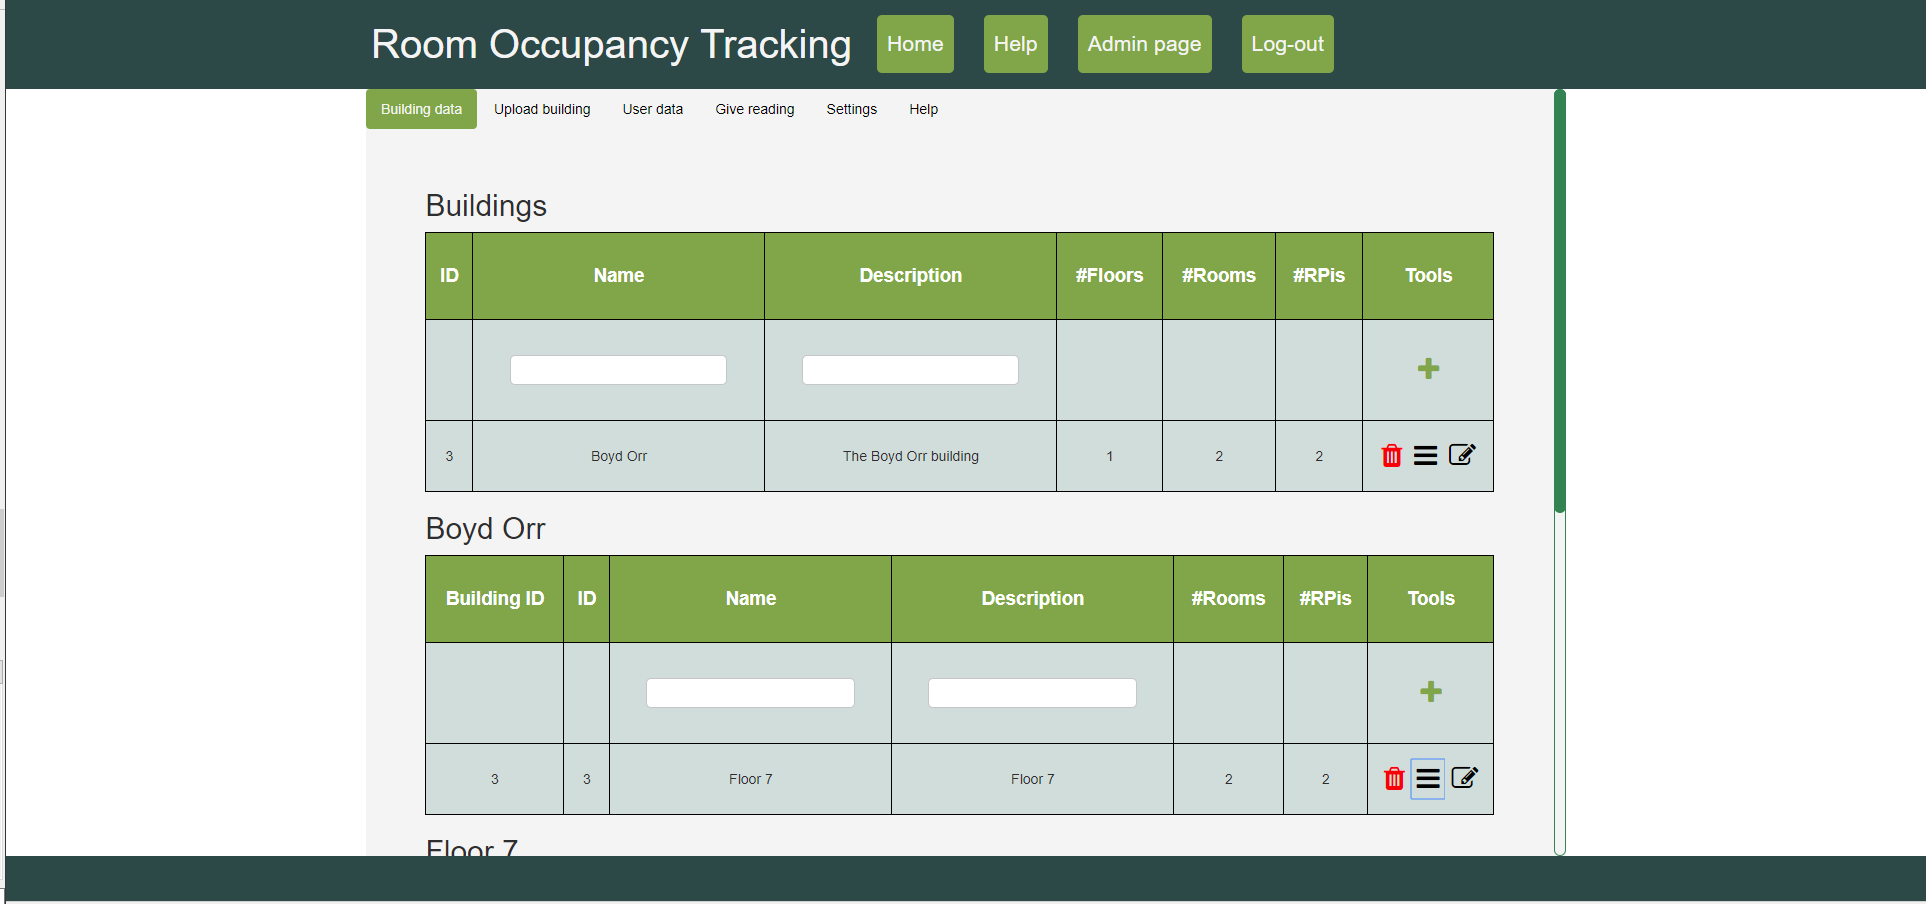 Room Occupancy Tracking Home Help Admin page Log-out
Building data Upload building User data Give reading Settings Help
Buildings
ID Name Description #Floors #Rooms #RPis Tools
3 Boyd Orr The Boyd Orr building 1 2 2
Boyd Orr
Building ID ID Name Description #Rooms #RPis Tools
3 3 Floor 7 Floor 7 2 2
Floor 7